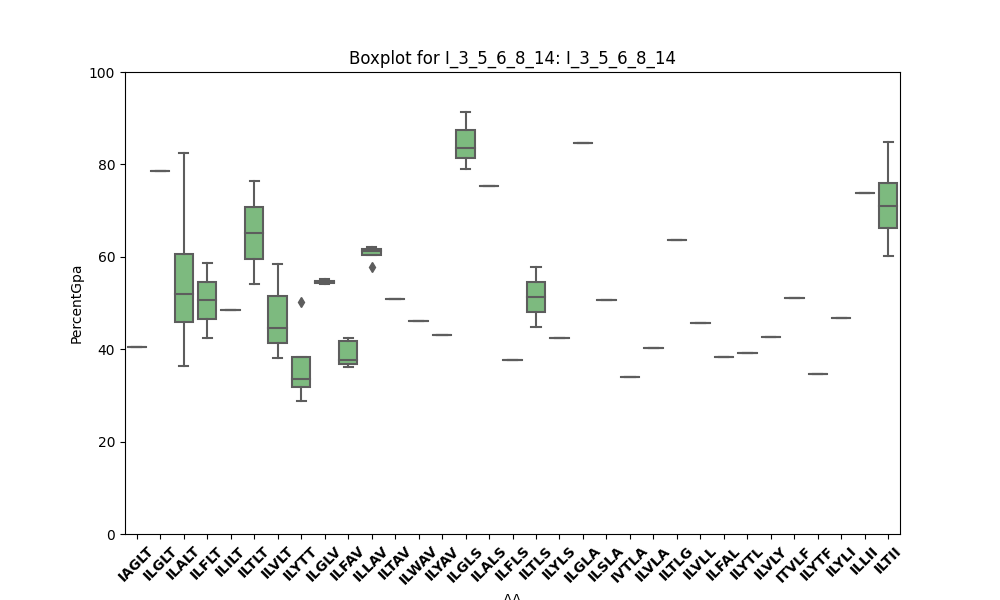 Boxplot for I_3_5_6_8_14: I_3_5_6_8_14
100
80
60
40
20
0
PercentGpa
IAGLT ILGLT ILALT ILFLT ILILT ILTLT ILVLT ILYTT ILGLV ILFAV ILLAV ILTAV ILWAV ILYAV ILGLS ILALS ILFLS ILTLS ILYLS ILGLA ILSLA IVTLA ILVLA ILTLG ILVLL ILFAL ILYTL ILVLY ITVLF ILYTF ILYLI ILLII ILTII
AA